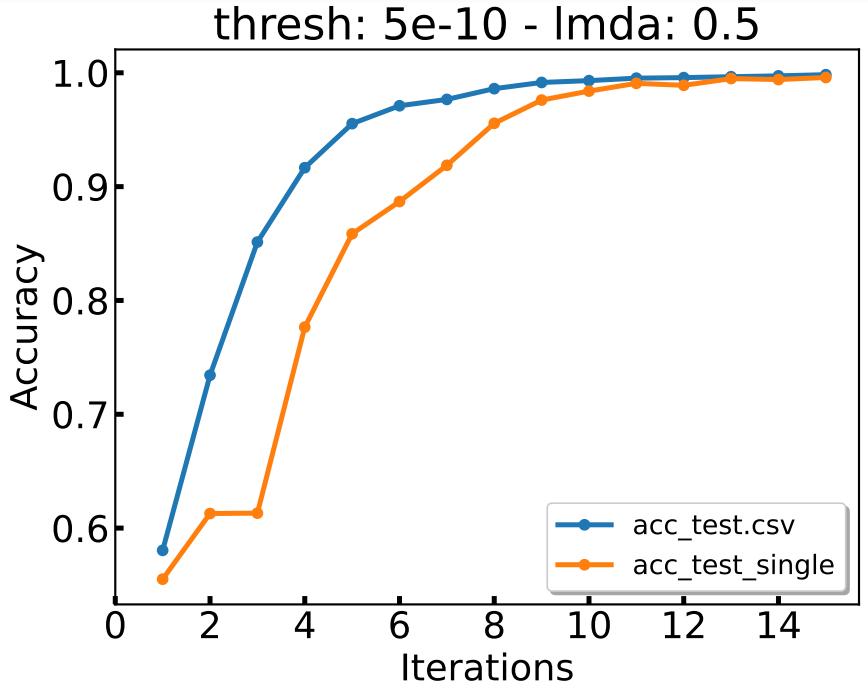 thresh: 5e-10 - lmda: 0.5
1.0
0.9
0.8
0.7
0.6
Accuracy
acc_test.csv
acc_test_single
0 2 4 6 8 10 12 14
Iterations